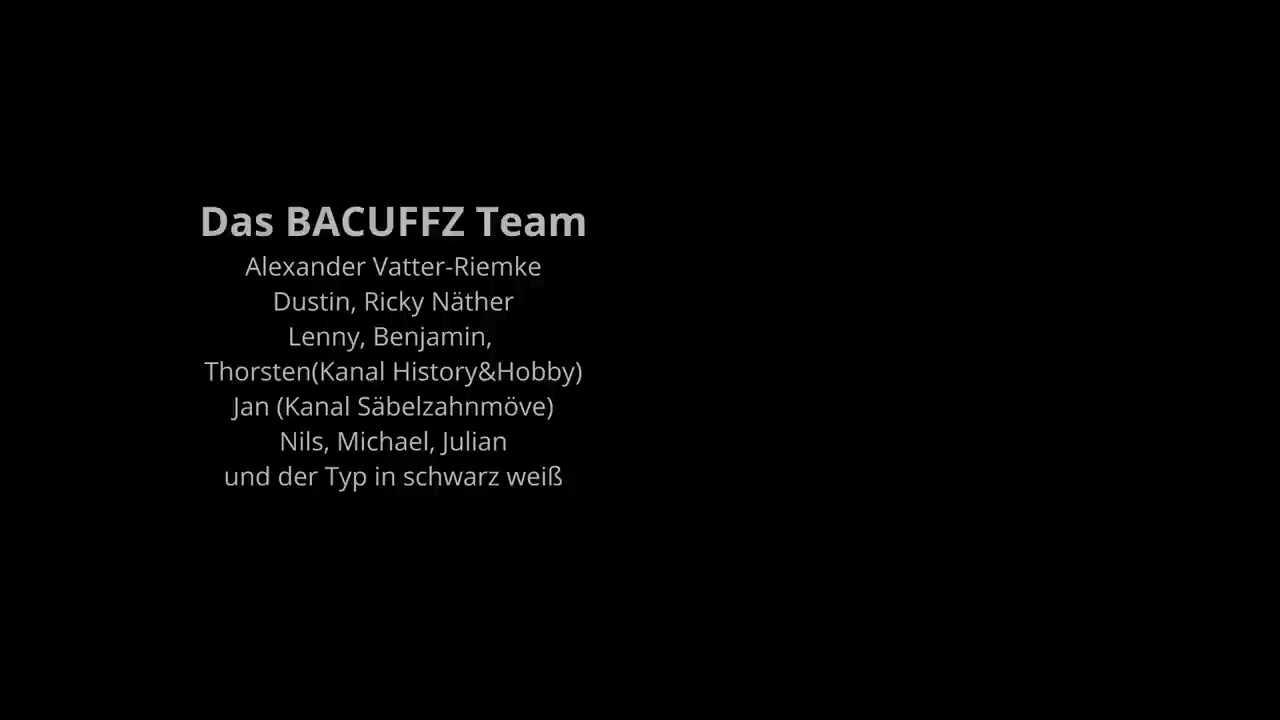 Das BACUFFZ Team
Alexander Vatter-Riemke
Dustin, Ricky Näther
Lenny, Benjamin,
Thorsten(Kanal History&Hobby)
Jan (Kanal Säbelzahnmöve)
Nils, Michael, Julian
und der Typ in schwarz weiß